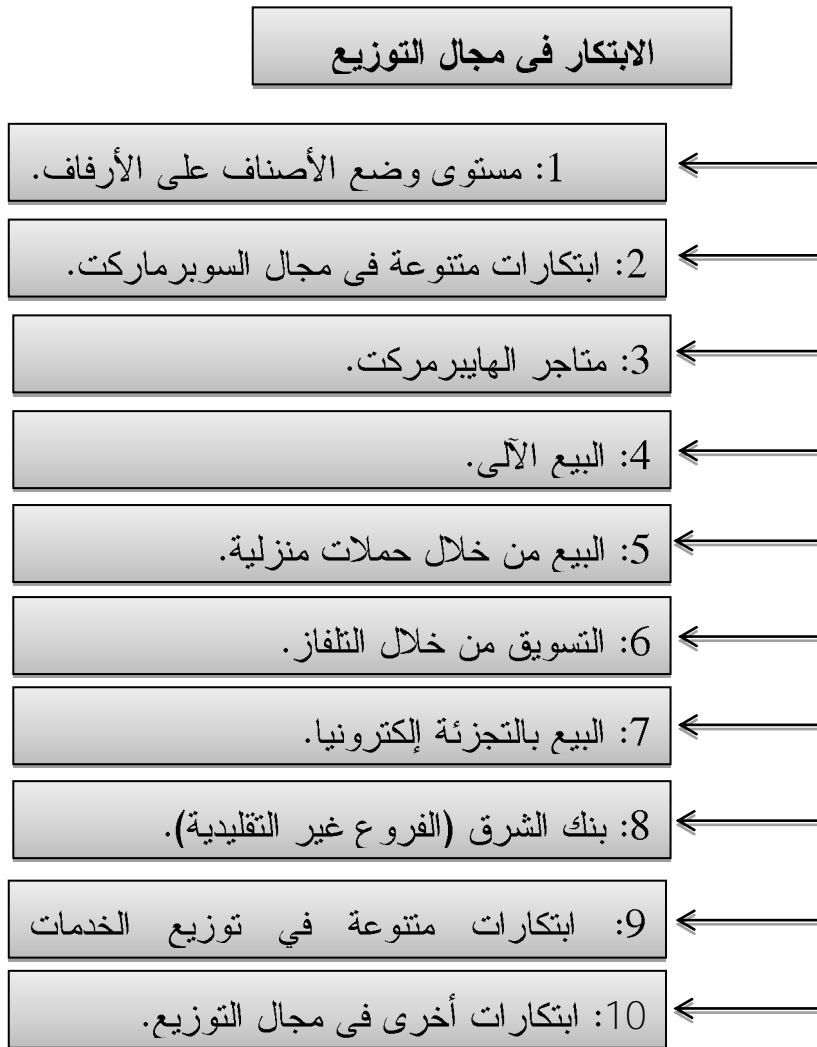 الابتكار فى مجال التوزيع
1: مستوى وضع الأصناف على الأرفاف.
2: ابتكارات متنوعة فى مجال السوبرماركت.
3: متاجر الهايبرمركت.
4: البيع الآلى.
5: البيع من خلال حملات منزلية.
6: التسويق من خلال التلفاز.
7: البيع بالتجزئة إلكترونيا.
8: بنك الشرق (الفروع غير التقليدية).
9: ابتكارات متنوعة في توزيع الخدمات
10: ابتكارات أخرى فى مجال التوزيع.